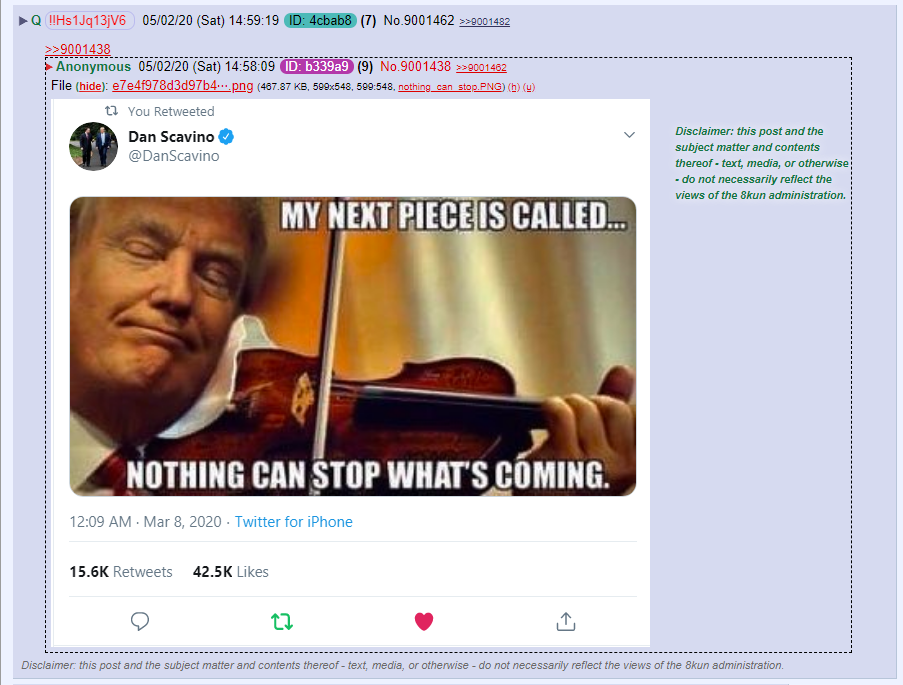 ▶ Q !!Hs1Jq13jV6 05/02/20 (Sat) 14:59:19 ID: 4cbab8 (7) No.9001462 >>9001482
>>9001438
▶ Anonymous 05/02/20 (Sat) 14:58:09 ID: b339a9 (9) No.9001438 >>9001462
File (hide): e7e4f978d3d97b4⋯.png (467.87 KB, 599x548, 599:548, nothing_can_stop.PNG) (h) (u)
You Retweeted
Dan Scavino
@DanScavino
MY NEXT PIECE IS CALLED...
NOTHING CAN STOP WHAT'S COMING.
12:09 AM · Mar 8, 2020 · Twitter for iPhone
15.6K Retweets 42.5K Likes
Disclaimer: this post and the
subject matter and contents
thereof - text, media, or otherwise
- do not necessarily reflect the
views of the 8kun administration.
Disclaimer: this post and the subject matter and contents thereof - text, media, or otherwise - do not necessarily reflect the views of the 8kun administration.